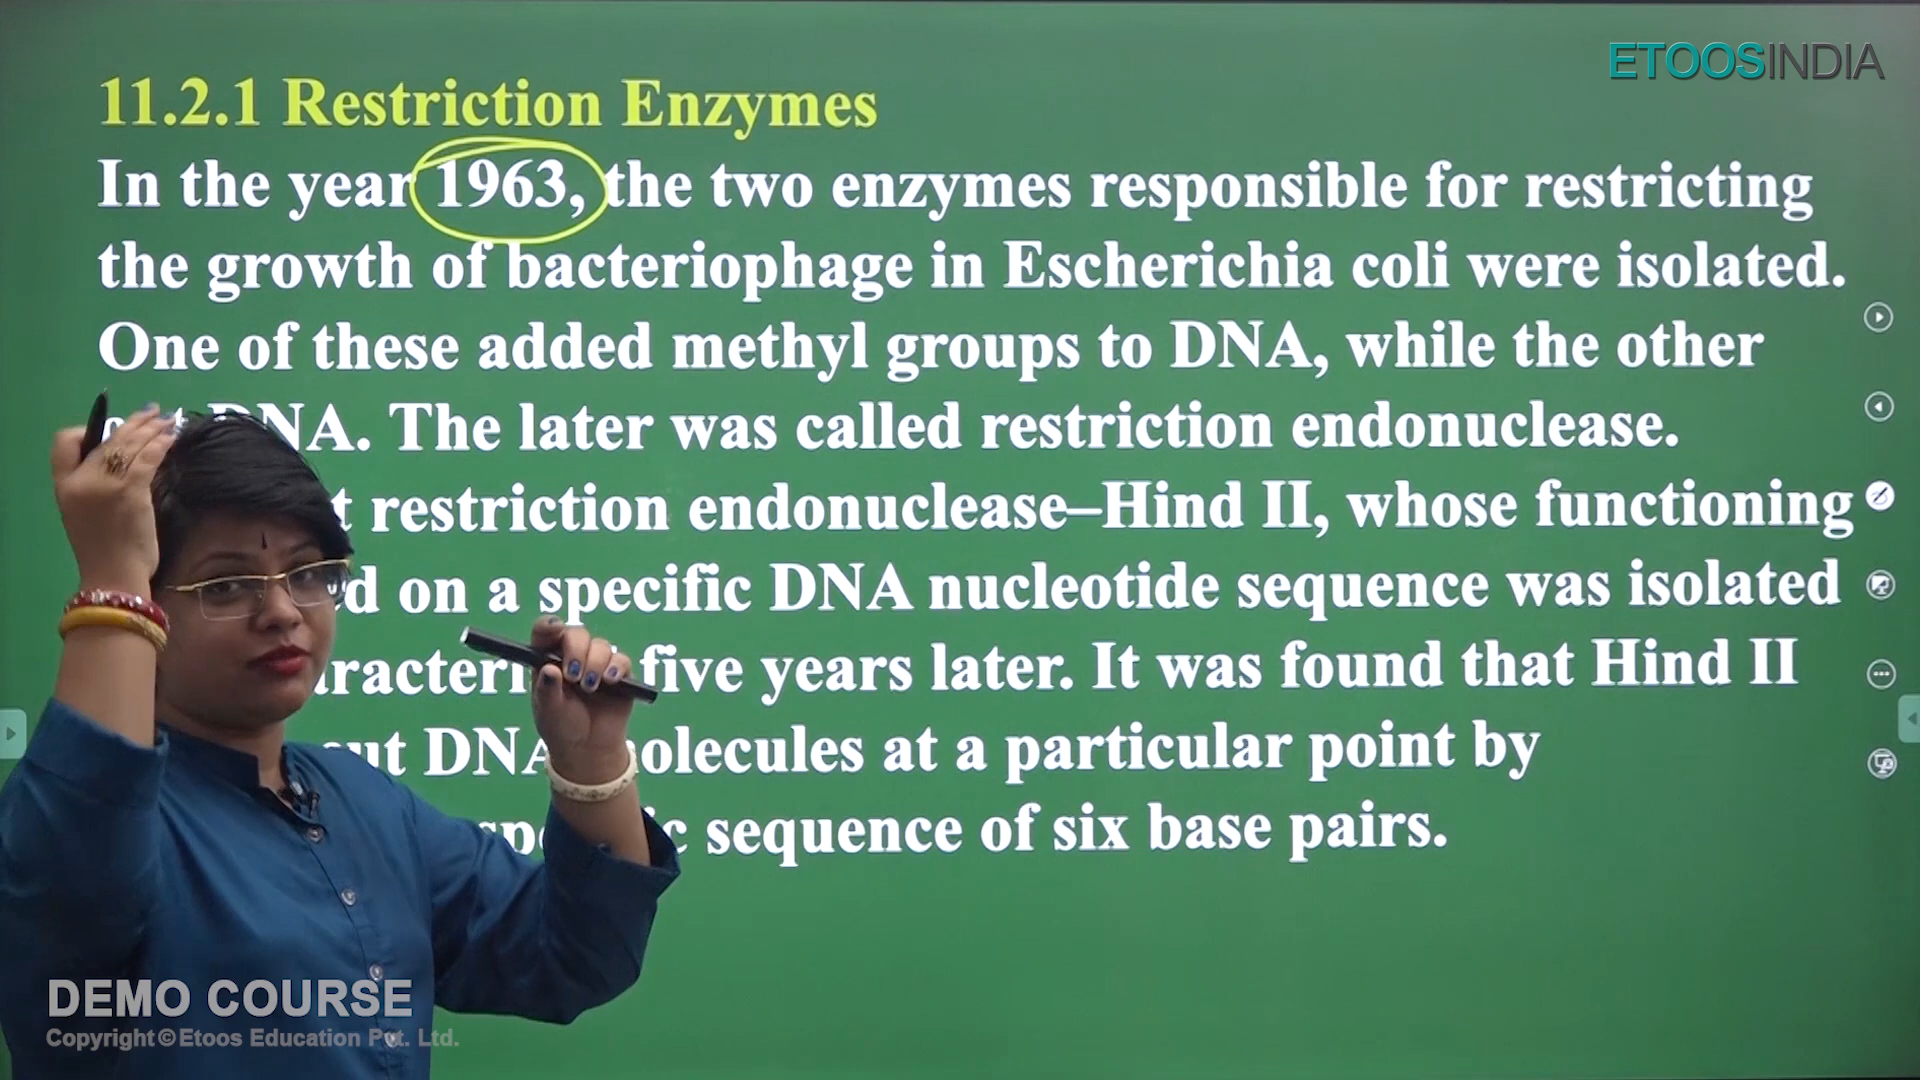 ETOOSINDIA
11.2.1 Restriction Enzymes
In the year 1963, the two enzymes responsible for restricting
the growth of bacteriophage in Escherichia coli were isolated.
One of these added methyl groups to DNA, while the other
DNA. The later was called restriction endonuclease.
restriction endonuclease–Hind II, whose functioning
on a specific DNA nucleotide sequence was isolated
five years later. It was found that Hind II
cut DNA molecules at a particular point by
sequence of six base pairs.
DEMO COURSE
Copyright©Etoos Education Pvt. Ltd.